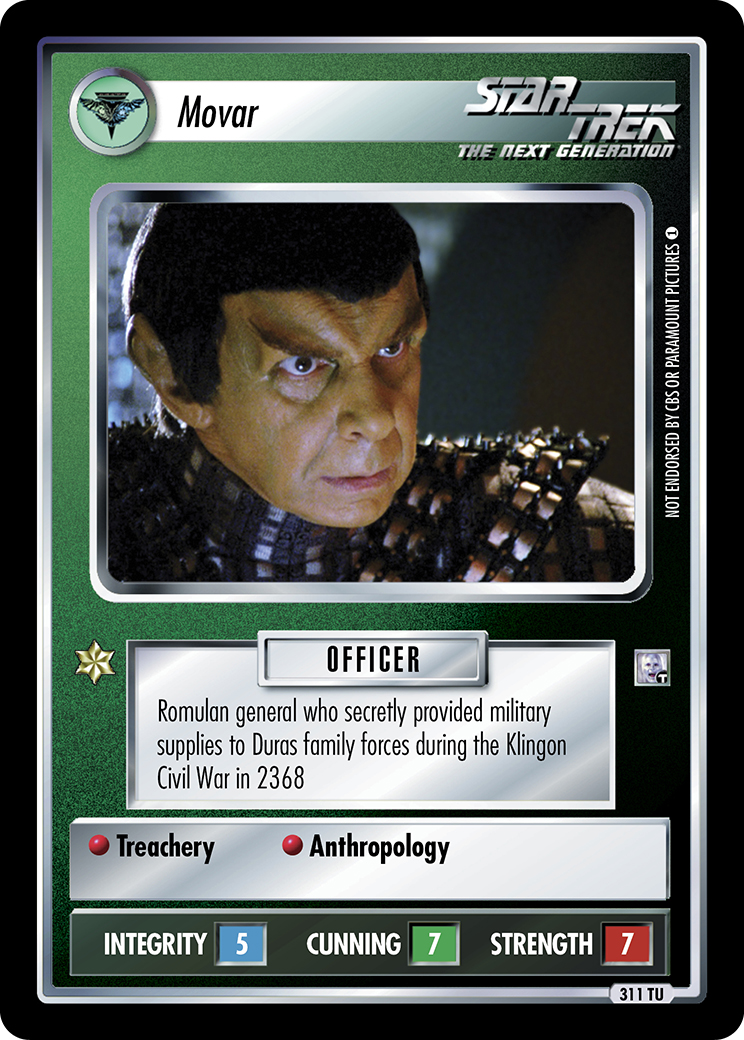 Movar
STAR TREK
THE NEXT GENERATION
NOT ENDORSED BY CBS OR PARAMOUNT PICTURES 1
OFFICER
Romulan general who secretly provided military
supplies to Duras family forces during the Klingon
Civil War in 2368
T
Treachery Anthropology
INTEGRITY 5 CUNNING 7 STRENGTH 7
311 TU